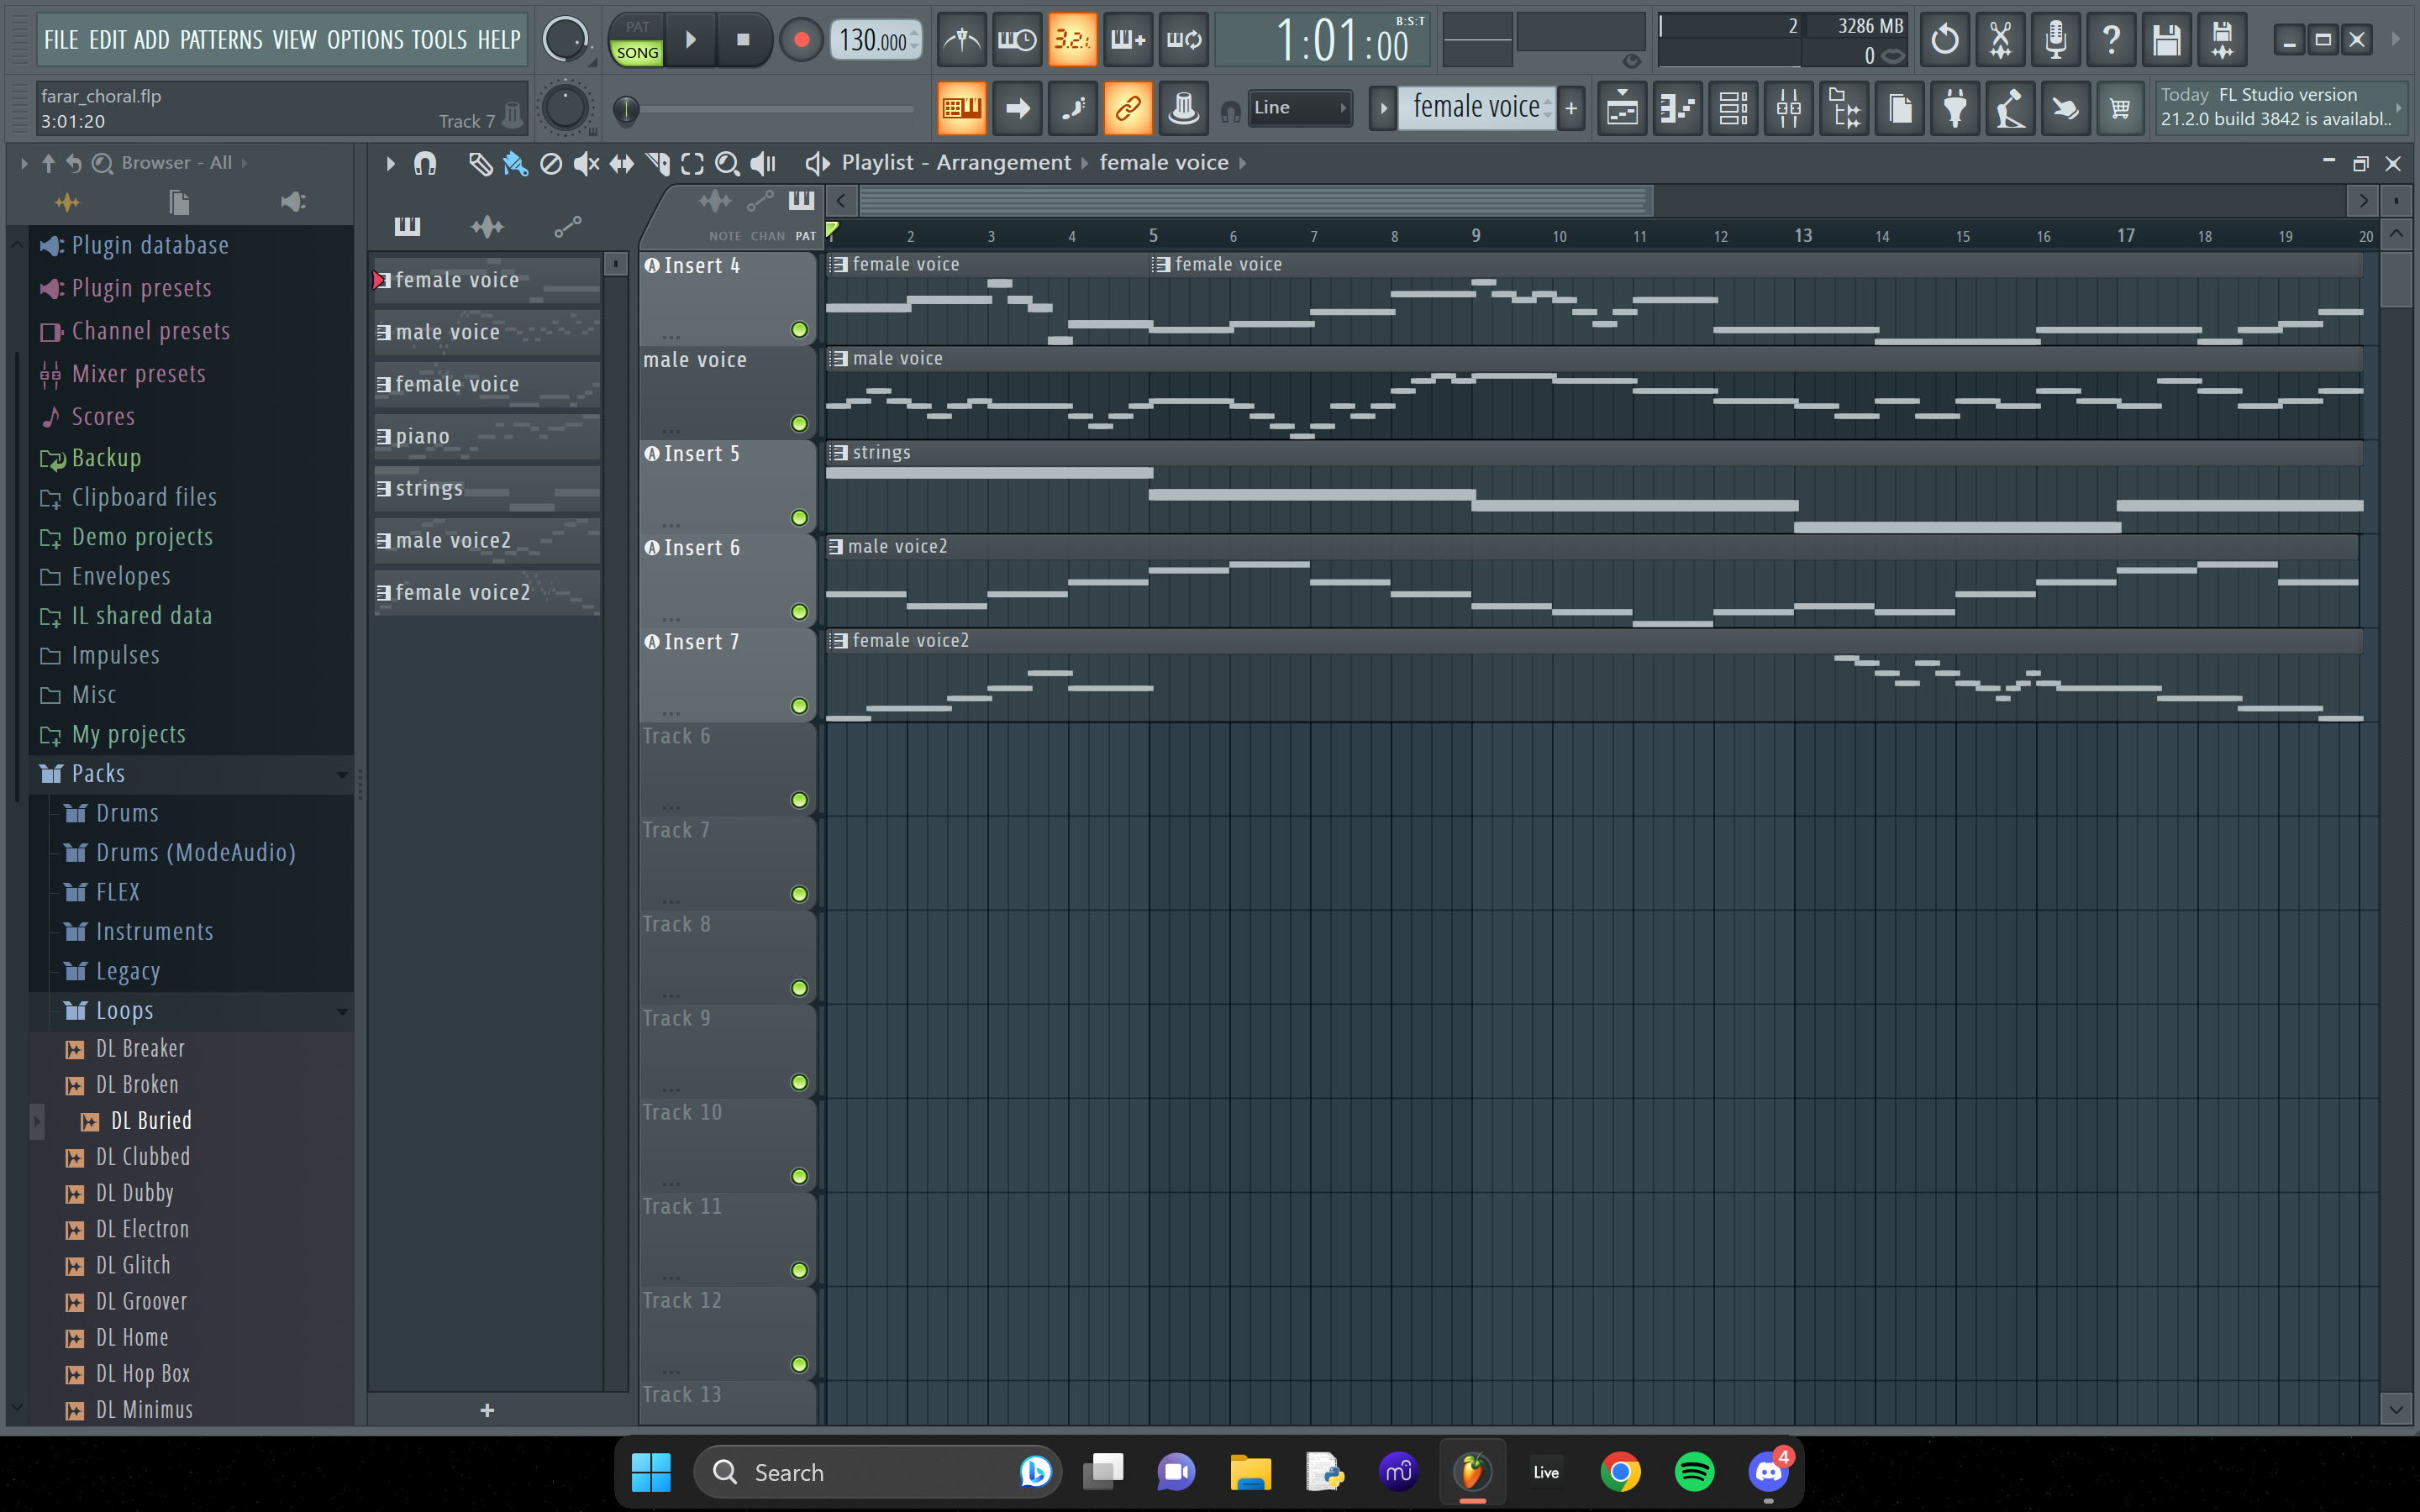 FILE EDIT ADD PATTERNS VIEW OPTIONS TOOLS HELP
PAT
SONG
130.000
3.2.1.
1:01:00
B:S:T
2
3286 MB
0
farar_choral.flp
3:01:20
Track 7
Line
female voice
+
Today FL Studio version
21.2.0 build 3842 is availabl..
Browser - All
Playlist - Arrangement
female voice
Plugin database
Plugin presets
Channel presets
Mixer presets
Scores
Backup
Clipboard files
Demo projects
Envelopes
IL shared data
Impulses
Misc
My projects
Packs
Drums
Drums (ModeAudio)
FLEX
Instruments
Legacy
Loops
DL Breaker
DL Broken
DL Buried
DL Clubbed
DL Dubby
DL Electron
DL Glitch
DL Groover
DL Home
DL Hop Box
DL Minimus
female voice
male voice
female voice
piano
strings
male voice2
female voice2
+
NOTE CHAN PAT
1 2 3 4 5 6 7 8 9 10 11 12 13 14 15 16 17 18 19 20
A Insert 4
female voice
female voice
male voice
male voice
A Insert 5
strings
A Insert 6
male voice2
A Insert 7
female voice2
Track 6
Track 7
Track 8
Track 9
Track 10
Track 11
Track 12
Track 13
Search
mū
Live
4